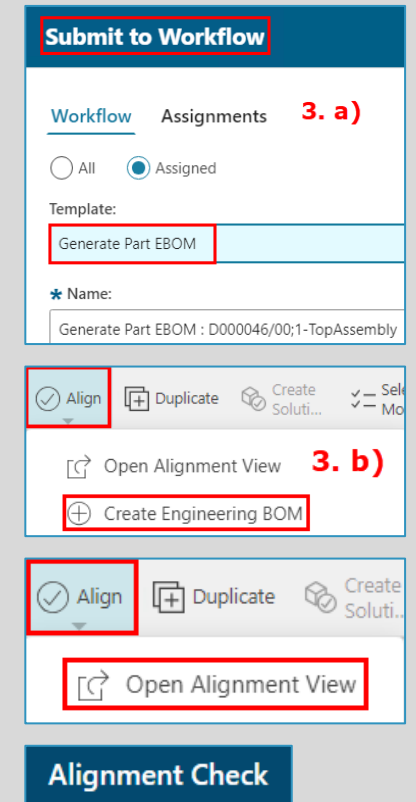 Submit to Workflow
Workflow Assignments 3. a)
All Assigned
Template:
Generate Part EBOM
* Name:
Generate Part EBOM : D000046/00;1-TopAssembly
Align Duplicate Create Soluti... Sele Mo
Open Alignment View 3. b)
Create Engineering BOM
Align Duplicate Create Soluti..
Open Alignment View
Alignment Check